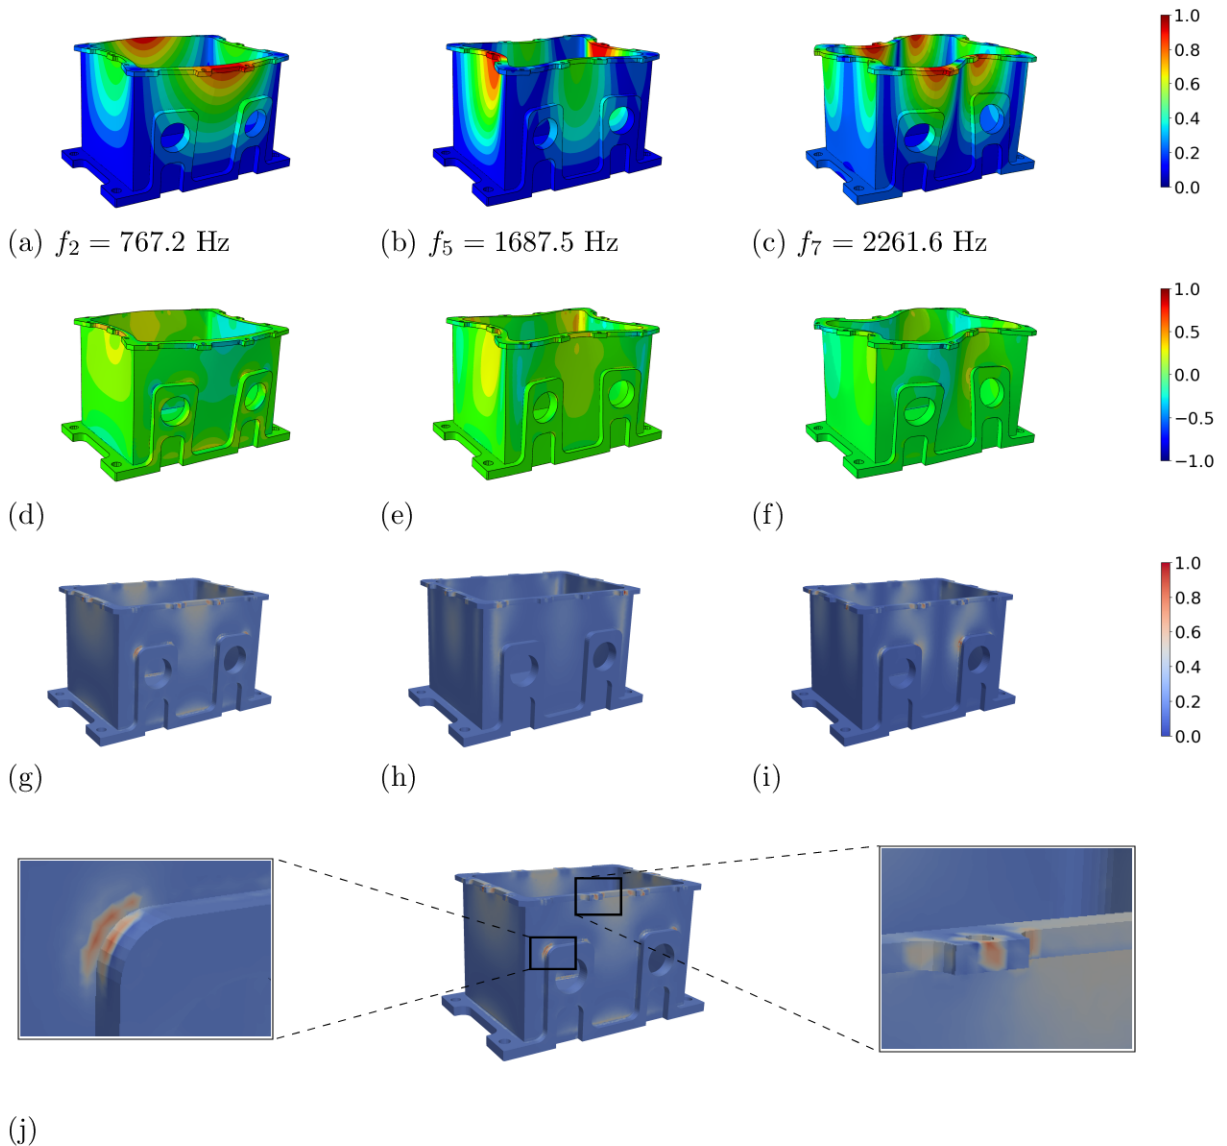 1.0
0.8
0.6
0.4
0.2
0.0
(a) f₂ = 767.2 Hz
(b) f₅ = 1687.5 Hz
(c) f₇ = 2261.6 Hz
1.0
0.5
0.0
−0.5
−1.0
(d)
(e)
(f)
1.0
0.8
0.6
0.4
0.2
0.0
(g)
(h)
(i)
(j)